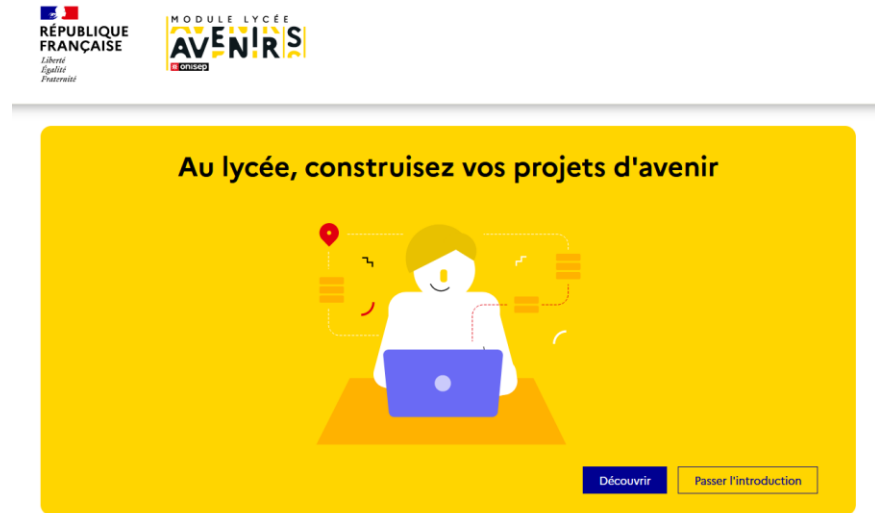 RÉPUBLIQUE
FRANÇAISE
Liberté
Égalité
Fraternité
MODULE LYCÉE
AVENIRS
onisep
Au lycée, construisez vos projets d'avenir
Découvrir
Passer l'introduction